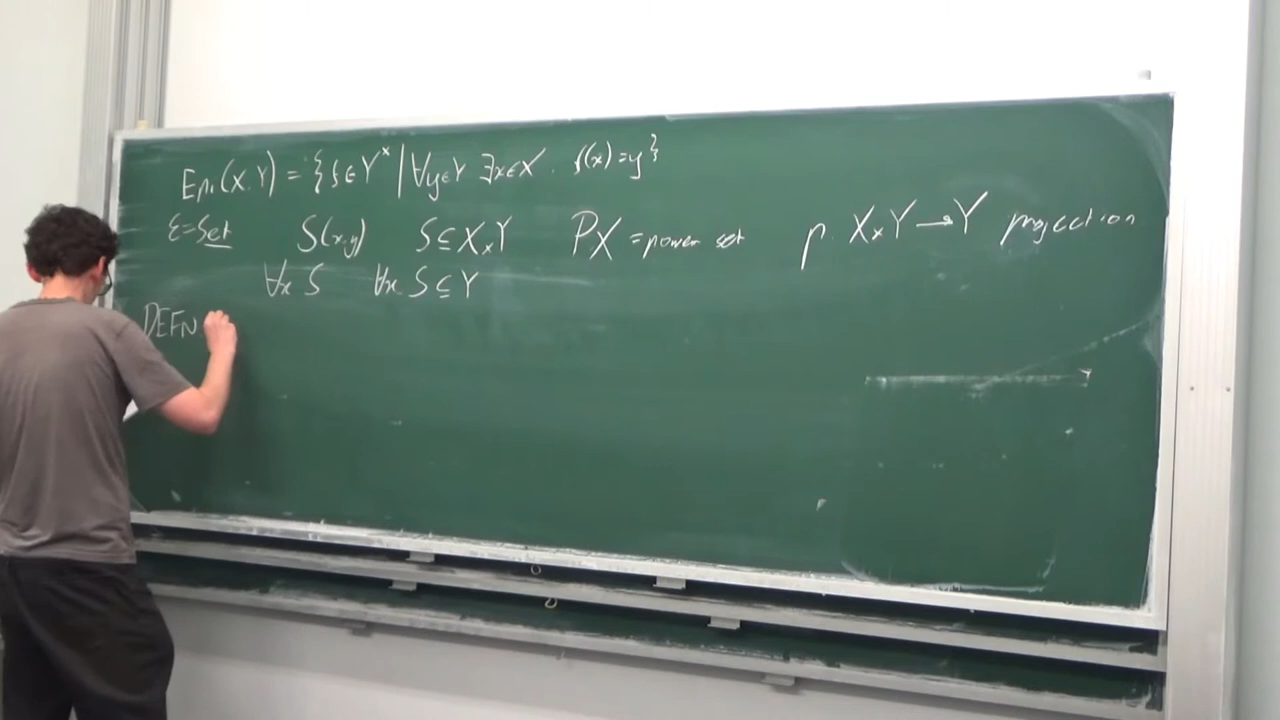 Epi(X,Y) = {f∈Y^X | ∀y∈Y ∃x∈X. f(x)=y}
ℰ=Set S(x,y) S⊆X×Y PX = power set p. X×Y→Y projection
∀x S ∀x S⊆Y
DEFN